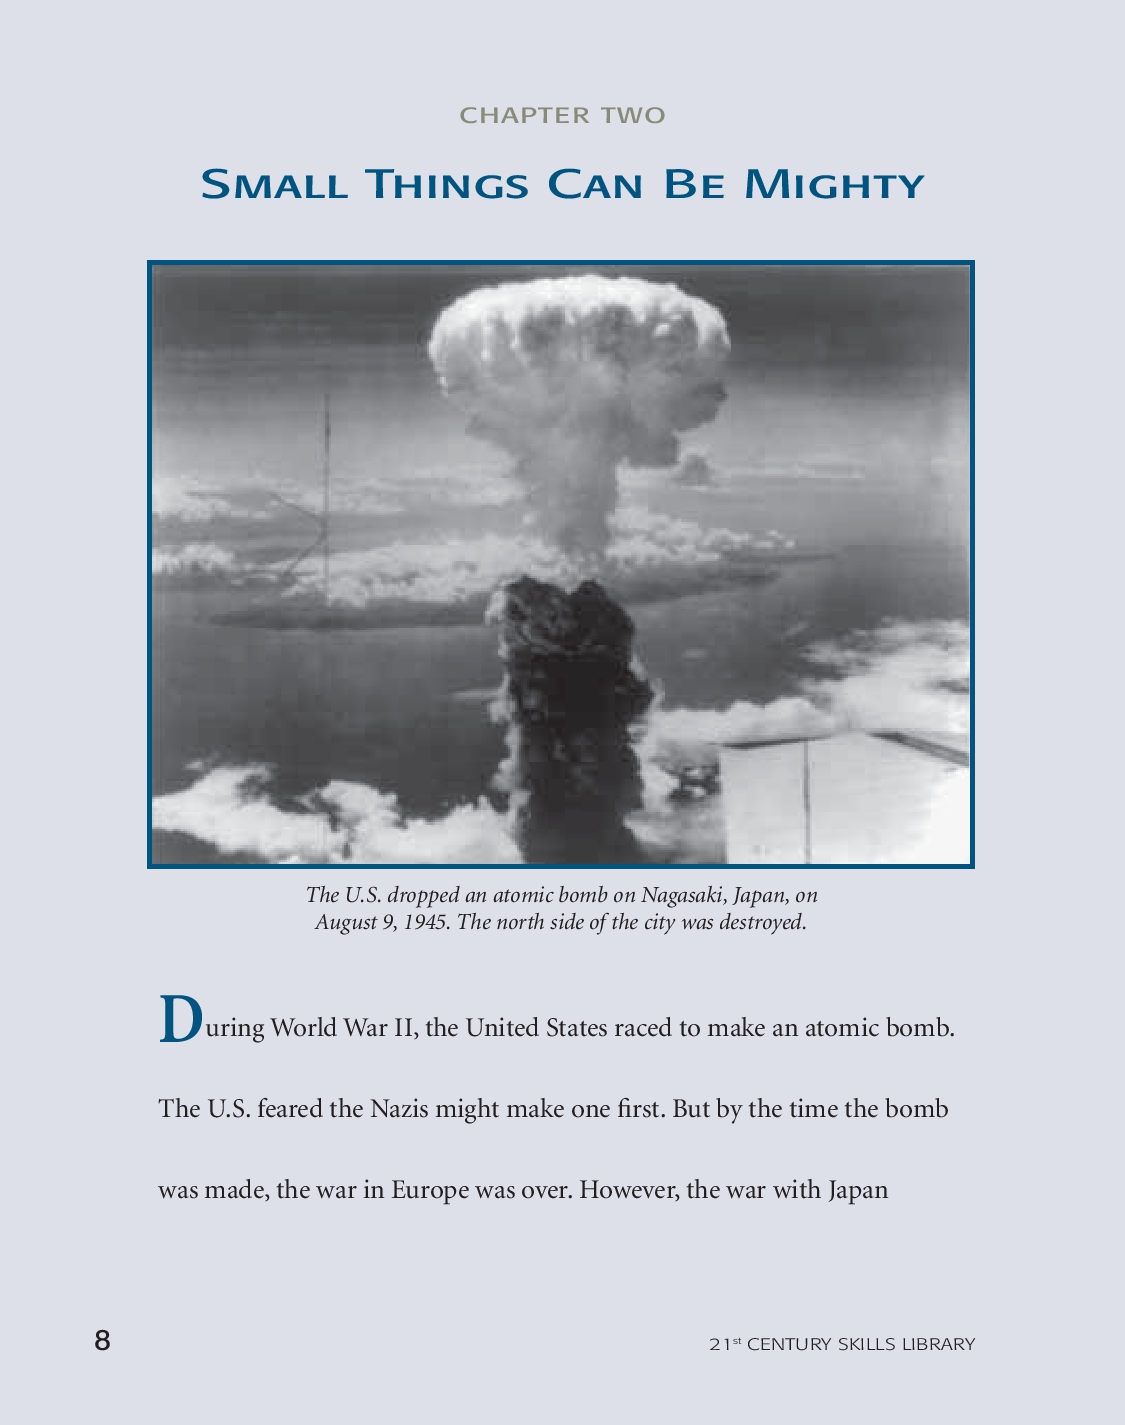 CHAPTER TWO
SMALL THINGS CAN BE MIGHTY
The U.S. dropped an atomic bomb on Nagasaki, Japan, on
August 9, 1945. The north side of the city was destroyed.
During World War II, the United States raced to make an atomic bomb.
The U.S. feared the Nazis might make one first. But by the time the bomb
was made, the war in Europe was over. However, the war with Japan
8
21st CENTURY SKILLS LIBRARY